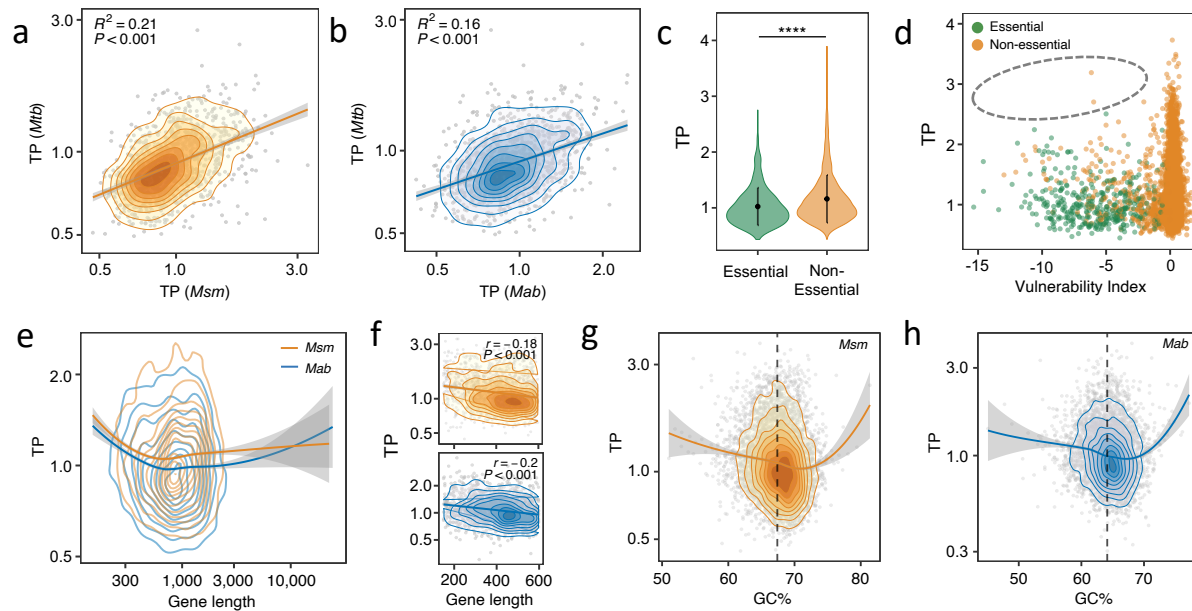 a
R² = 0.21
P < 0.001
3.0
1.0
0.5
TP (Mtb)
0.5
1.0
3.0
TP (Msm)
b
R² = 0.16
P < 0.001
3.0
1.0
0.5
TP (Mtb)
0.5
1.0
2.0
TP (Mab)
c
****
4
3
2
1
TP
Essential
Non-
Essential
d
Essential
Non-essential
4
3
2
1
TP
−15
−10
−5
0
Vulnerability Index
e
Msm
Mab
2.0
1.0
0.5
TP
300
1,000
3,000
10,000
Gene length
f
r = −0.18
P < 0.001
3.0
1.0
0.5
TP
r = −0.2
P < 0.001
2.0
1.0
0.5
200
400
600
Gene length
g
Msm
3.0
1.0
0.5
TP
50
60
70
80
GC%
h
Mab
3.0
1.0
0.3
TP
50
60
70
GC%